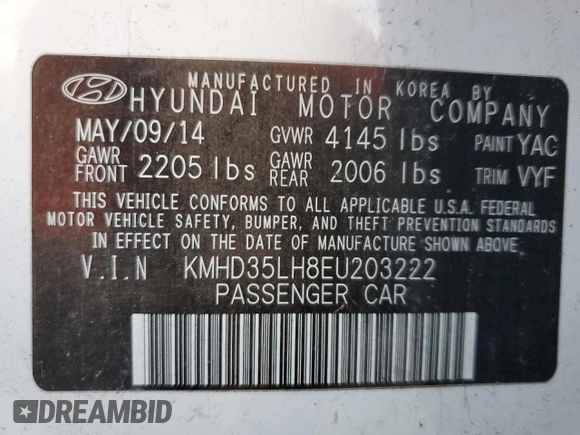 MANUFACTURED IN KOREA BY
HYUNDAI MOTOR COMPANY
MAY/09/14 GVWR 4145 lbs PAINT YAC
GAWR FRONT 2205 lbs GAWR REAR 2006 lbs TRIM VYF
THIS VEHICLE CONFORMS TO ALL APPLICABLE U.S.A. FEDERAL
MOTOR VEHICLE SAFETY, BUMPER, AND THEFT PREVENTION STANDARDS
IN EFFECT ON THE DATE OF MANUFACTURE SHOWN ABOVE.
V.I.N KMHD35LH8EU203222
PASSENGER CAR
DREAMBID